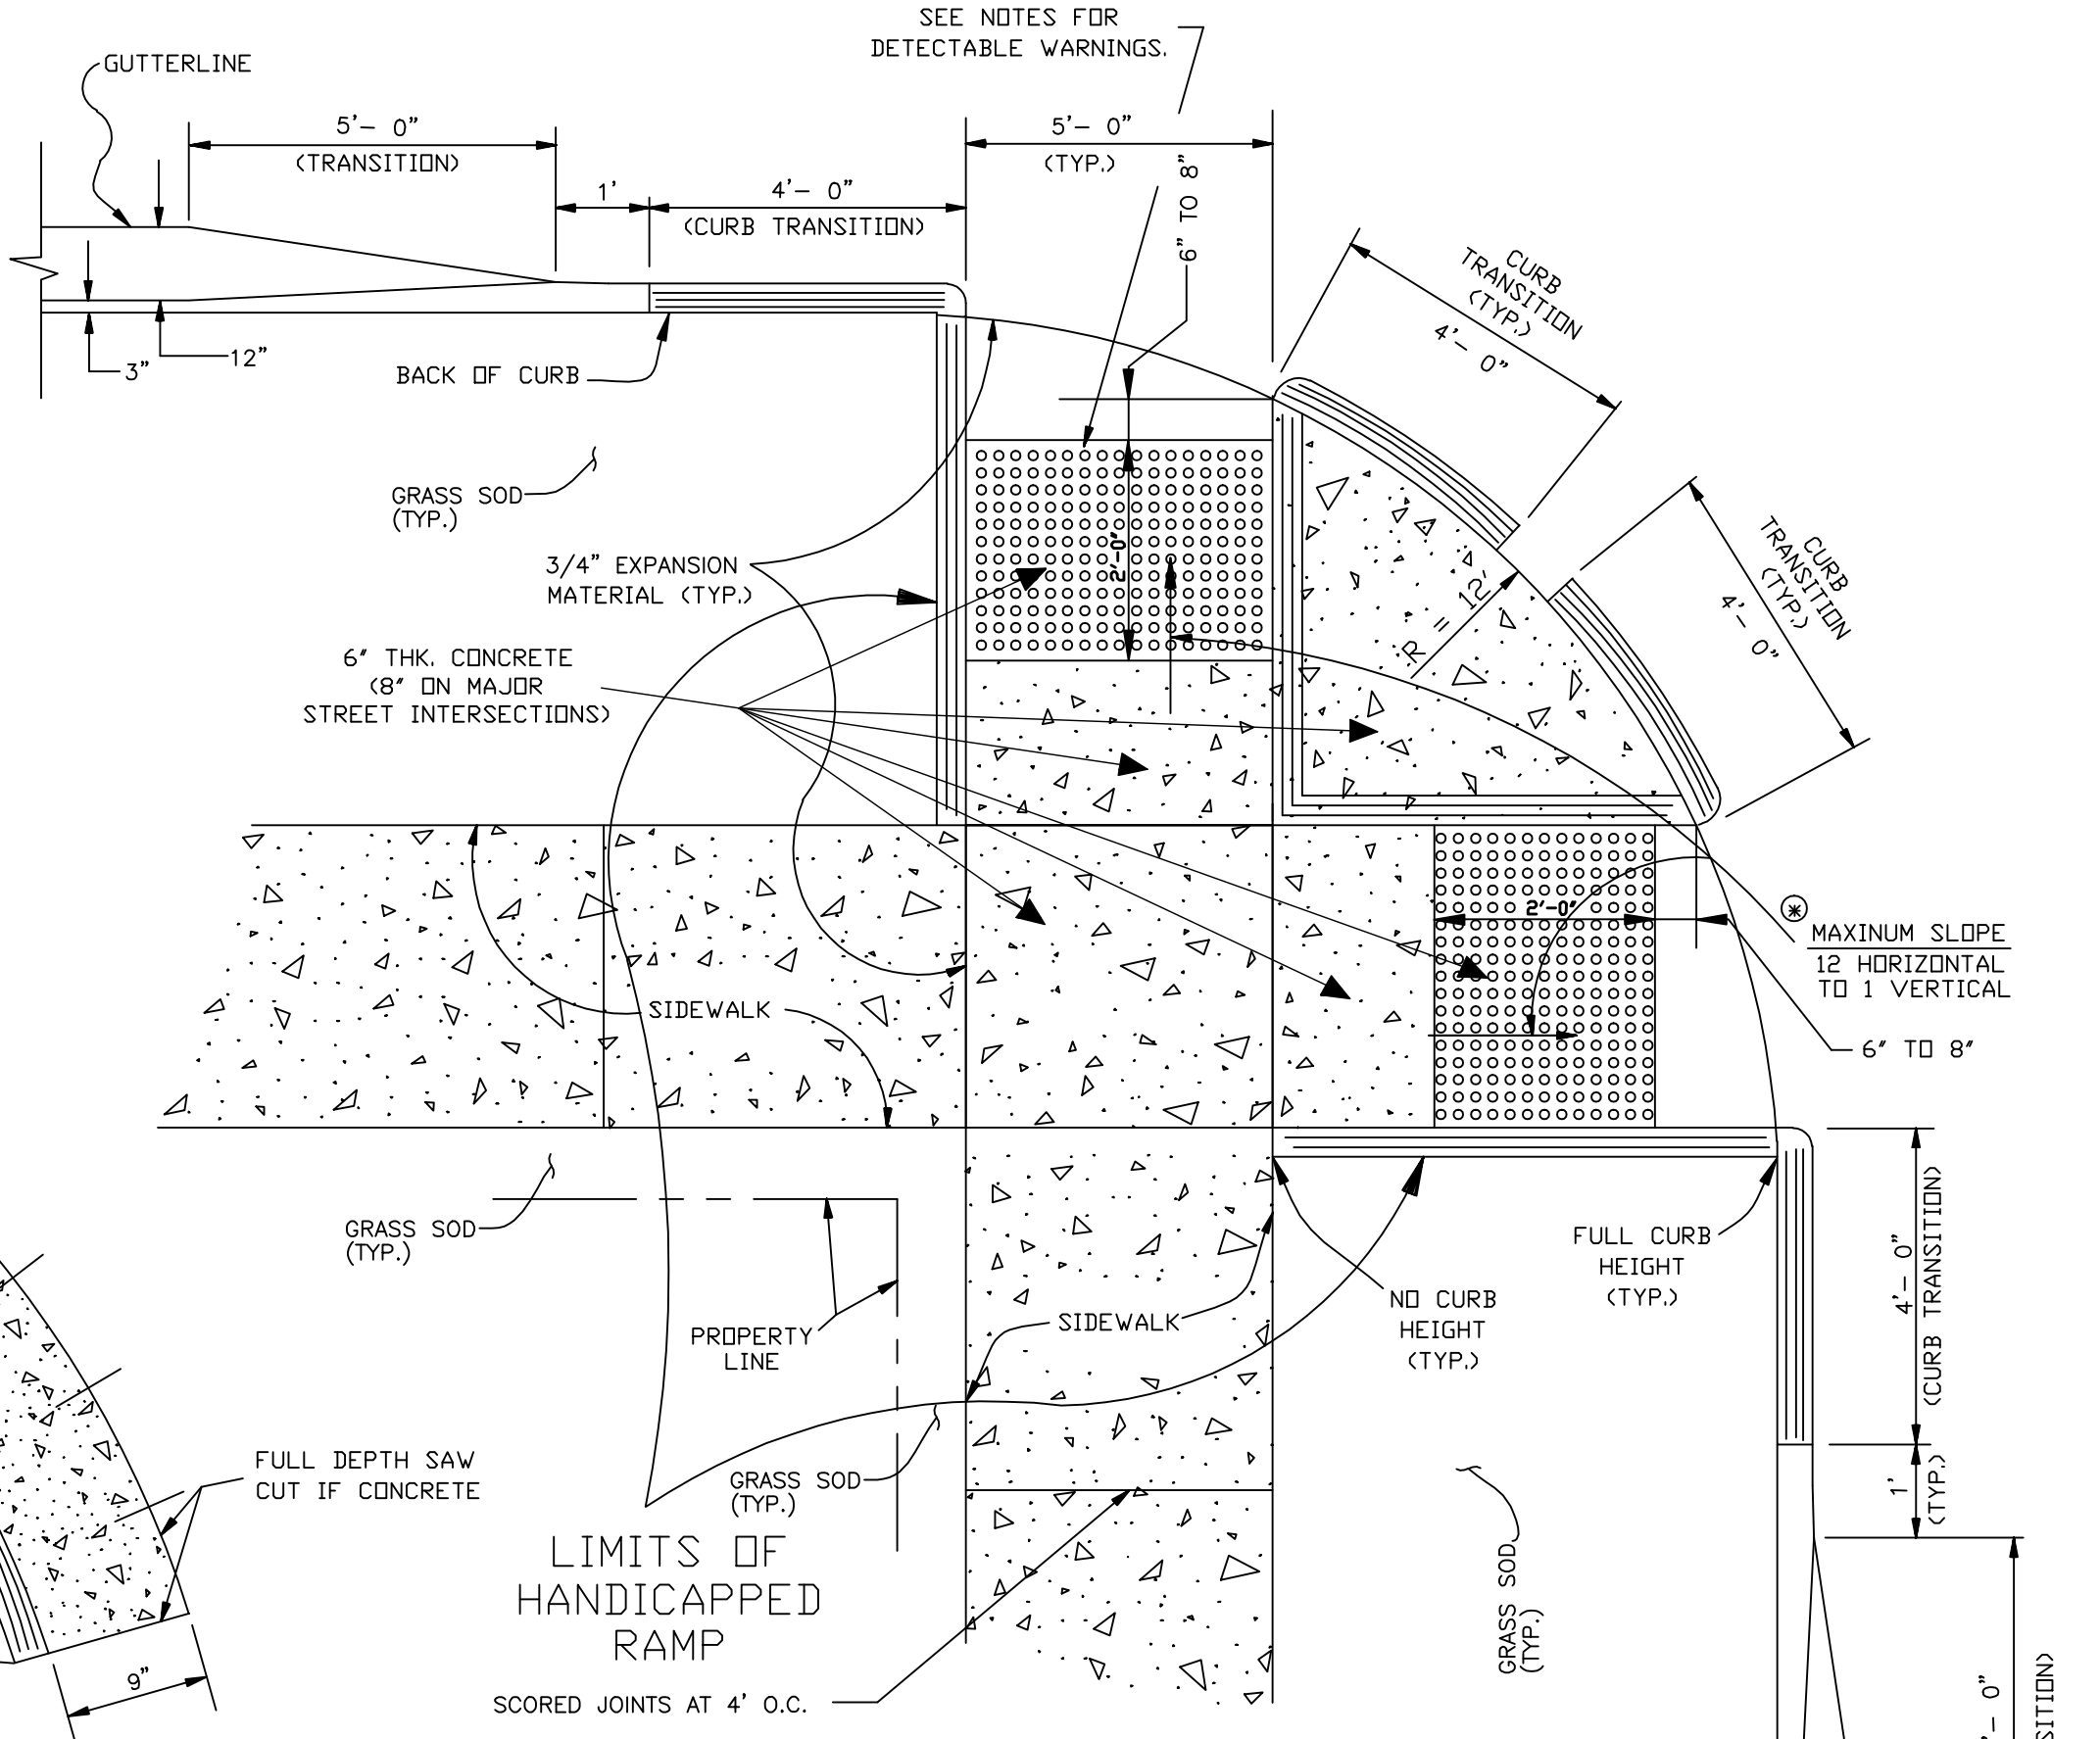 SEE NOTES FOR
DETECTABLE WARNINGS.
GUTTERLINE
5'- 0"
(TRANSITION)
5'- 0"
(TYP.)
1'
4'- 0"
(CURB TRANSITION)
6" TO 8"
CURB
TRANSITION
(TYP.)
4'- 0"
3"
12"
BACK OF CURB
GRASS SOD
(TYP.)
CURB
TRANSITION
(TYP.)
4'- 0"
3/4" EXPANSION
MATERIAL (TYP.)
2'-0"
R = 12'
6" THK. CONCRETE
(8" ON MAJOR
STREET INTERSECTIONS)
2'-0"
*
MAXINUM SLOPE
12 HORIZONTAL
TO 1 VERTICAL
SIDEWALK
6" TO 8"
GRASS SOD
(TYP.)
FULL CURB
HEIGHT
(TYP.)
4'- 0"
(CURB TRANSITION)
PROPERTY
LINE
SIDEWALK
NO CURB
HEIGHT
(TYP.)
FULL DEPTH SAW
CUT IF CONCRETE
GRASS SOD
(TYP.)
1'
(TYP.)
LIMITS OF
HANDICAPPED
RAMP
GRASS SOD
(TYP.)
9"
SCORED JOINTS AT 4' O.C.
'- 0"
SITION)